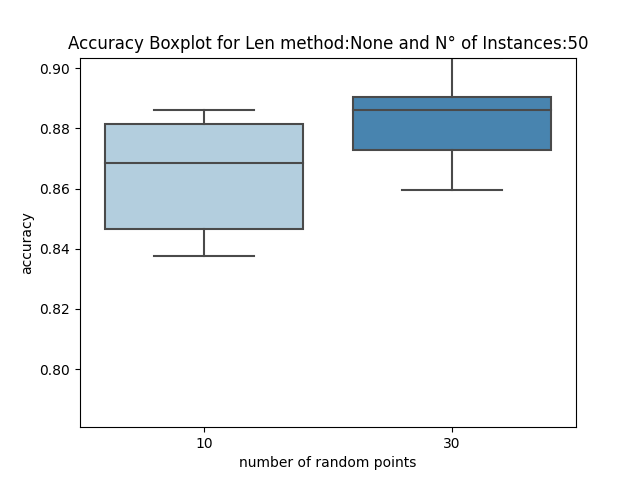 Accuracy Boxplot for Len method:None and N° of Instances:50
0.90
0.88
0.86
0.84
0.82
0.80
accuracy
10 30
number of random points